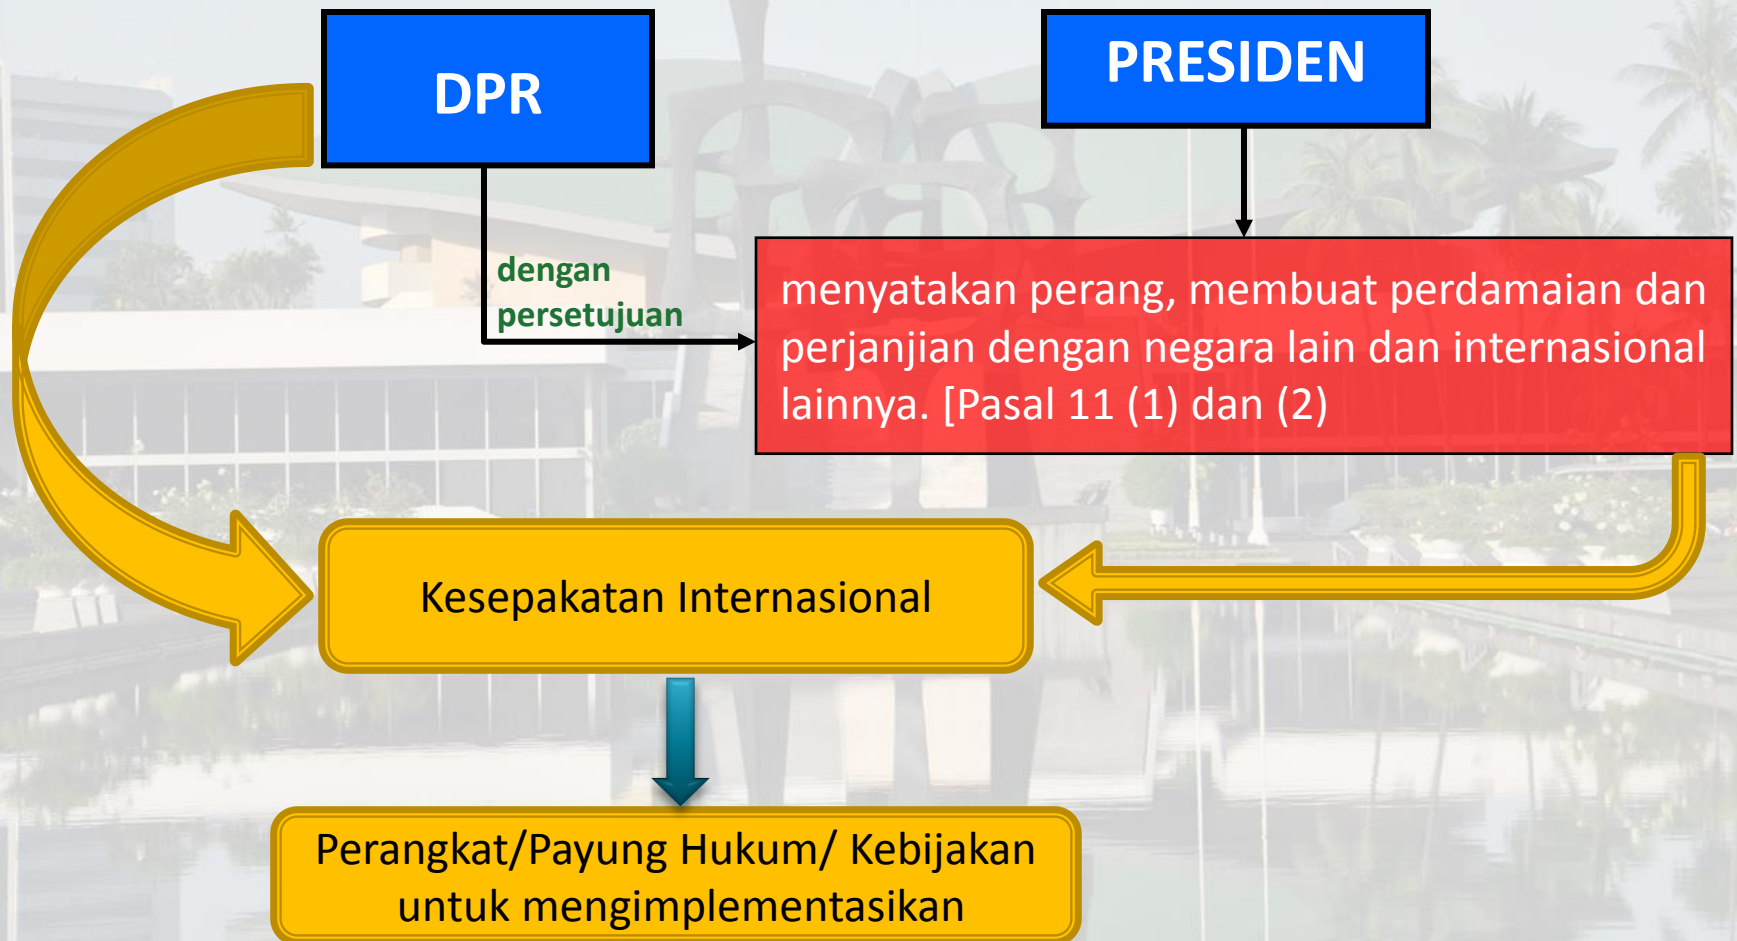 DPR
PRESIDEN
dengan
persetujuan
menyatakan perang, membuat perdamaian dan
perjanjian dengan negara lain dan internasional
lainnya. [Pasal 11 (1) dan (2)
Kesepakatan Internasional
Perangkat/Payung Hukum/ Kebijakan
untuk mengimplementasikan